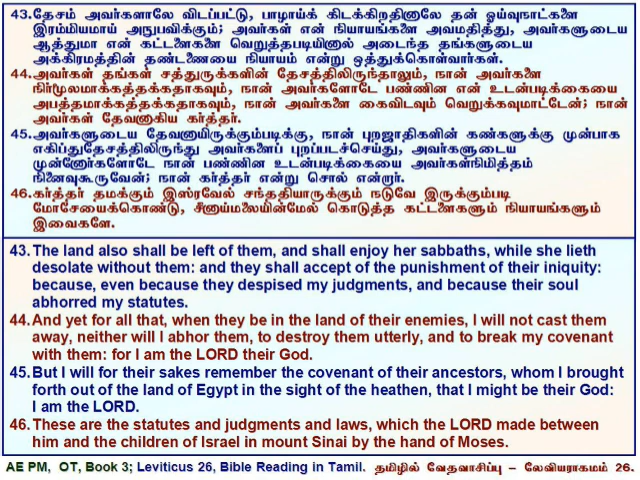 43.தேசம் அவர்களாலே விடப்பட்டு, பாழாய்க் கிடக்கிறதினாலே தன் ஓய்வுநாட்களை
இரம்மியமாய் அநுபவிக்கும்; அவர்கள் என் நியாயங்களை அவமதித்து, அவர்களுடைய
ஆத்துமா என் கட்டளைகளை வெறுத்தபடியினால் அடைந்த தங்களுடைய
அக்கிரமத்தின் தண்டனையை நியாயம் என்று ஒத்துக்கொள்வார்கள்.
44.அவர்கள் தங்கள் சத்துருக்களின் தேசத்திலிருந்தாலும், நான் அவர்களை
நிர்மூலமாக்கத்தக்கதாகவும், நான் அவர்களோடே பண்ணின என் உடன்படிக்கையை
அபத்தமாக்கத்தக்கதாகவும், நான் அவர்களை கைவிடவும் வெறுக்கவுமாட்டேன்; நான்
அவர்கள் தேவனாகிய கர்த்தர்.
45.அவர்களுடைய தேவனாயிருக்கும்படிக்கு, நான் புறஜாதிகளின் கண்களுக்கு முன்பாக
எகிப்துதேசத்திலிருந்து அவர்களைப் புறப்படச்செய்து, அவர்களுடைய
முன்னோர்களோடே நான் பண்ணின உடன்படிக்கையை அவர்கள்நிமித்தம்
நினைவுகூருவேன்; நான் கர்த்தர் என்று சொல் என்றார்.
46.கர்த்தர் தமக்கும் இஸ்ரவேல் சந்ததியாருக்கும் நடுவே இருக்கும்படி
மோசேயைக்கொண்டு, சீனாய்மலையின்மேல் கொடுத்த கட்டளைகளும் நியாயங்களும்
இவைகளே.
43.The land also shall be left of them, and shall enjoy her sabbaths, while she lieth
desolate without them: and they shall accept of the punishment of their iniquity:
because, even because they despised my judgments, and because their soul
abhorred my statutes.
44.And yet for all that, when they be in the land of their enemies, I will not cast them
away, neither will I abhor them, to destroy them utterly, and to break my covenant
with them: for I am the LORD their God.
45.But I will for their sakes remember the covenant of their ancestors, whom I brought
forth out of the land of Egypt in the sight of the heathen, that I might be their God:
I am the LORD.
46.These are the statutes and judgments and laws, which the LORD made between
him and the children of Israel in mount Sinai by the hand of Moses.
AE PM, OT, Book 3; Leviticus 26, Bible Reading in Tamil. தமிழில் வேதவாசிப்பு – லேவியராகமம் 26.